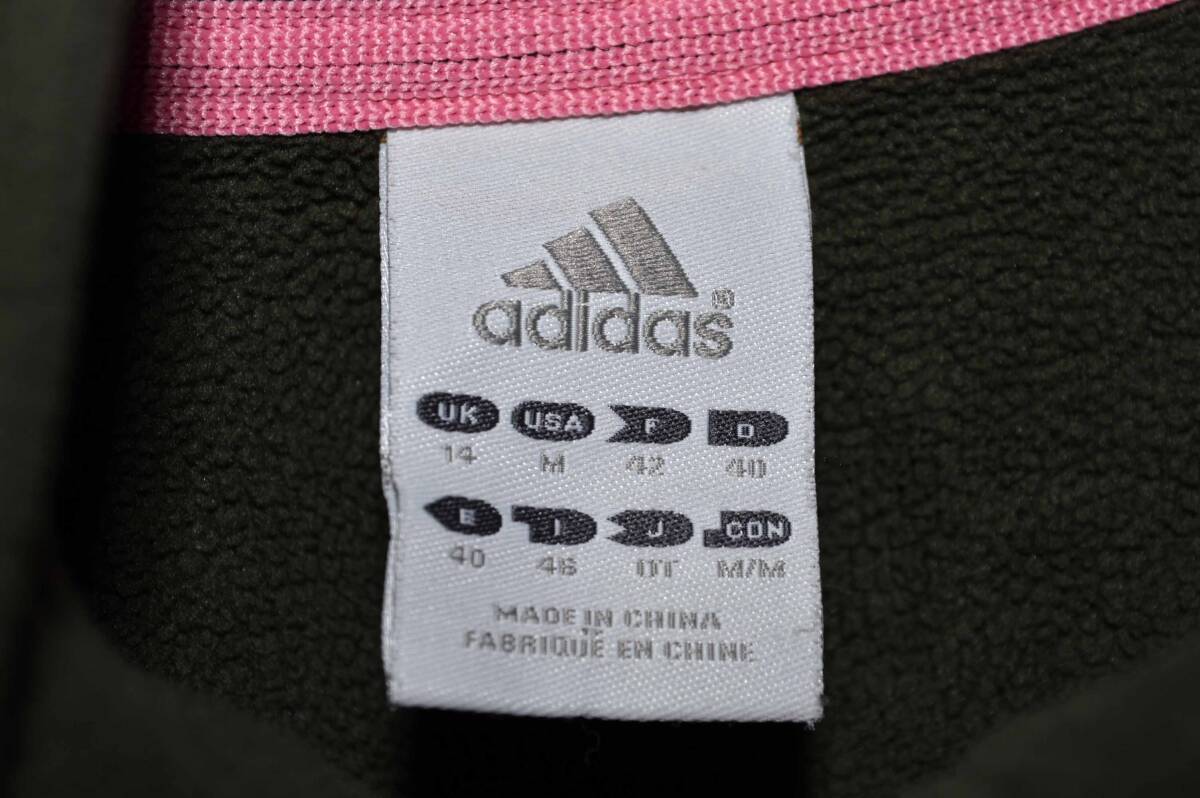 adidas®
UK USA F D
14 M 42 40
E I J CON
40 46 OT M/M
MADE IN CHINA
FABRIQUÉ EN CHINE